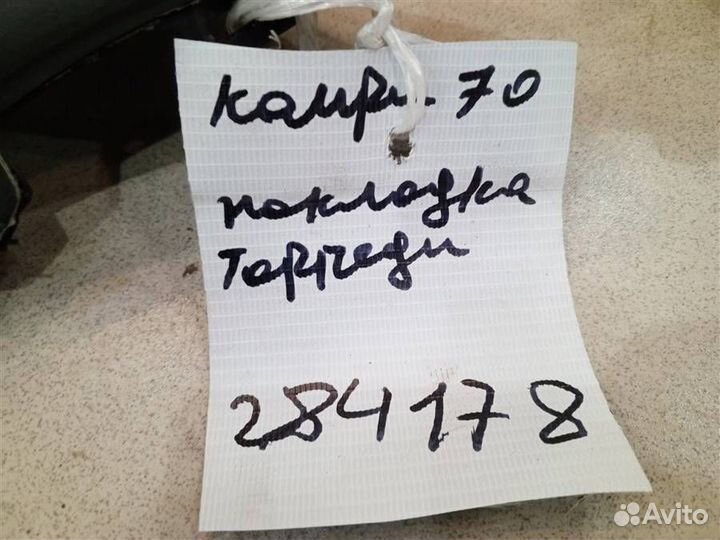 Камри 70
накладка
Торпеды
284178
Avito